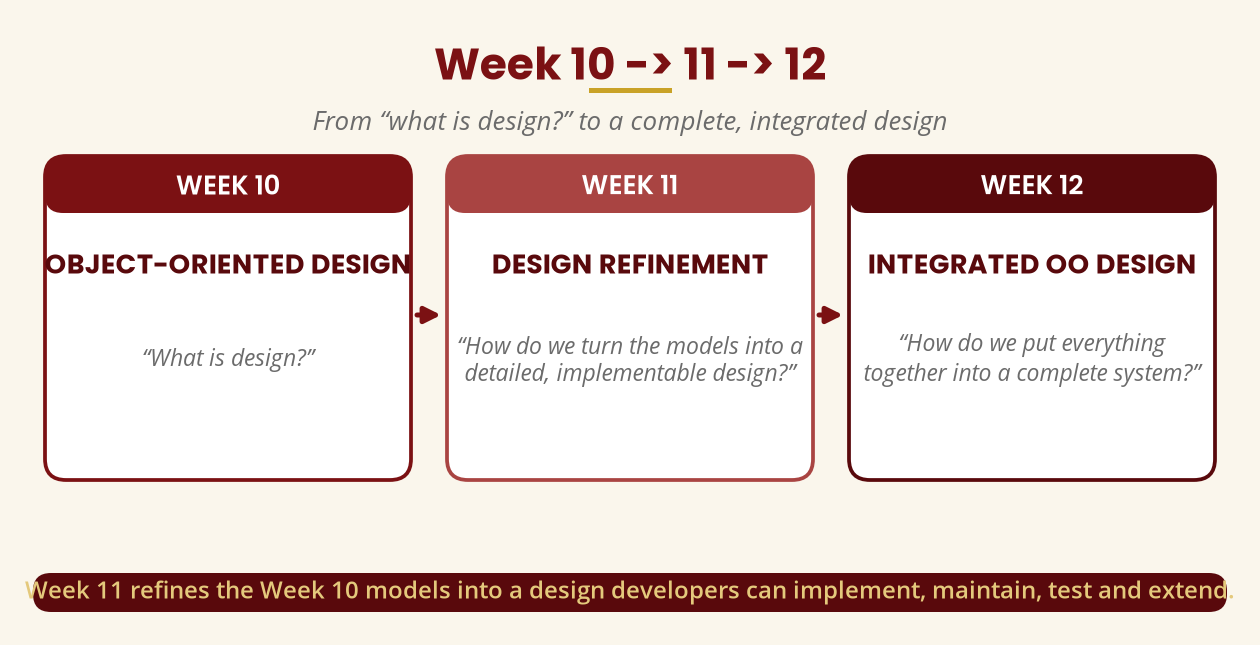 Week 10 -> 11 -> 12
From “what is design?” to a complete, integrated design
WEEK 10
OBJECT-ORIENTED DESIGN
“What is design?”
WEEK 11
DESIGN REFINEMENT
“How do we turn the models into a
detailed, implementable design?”
WEEK 12
INTEGRATED OO DESIGN
“How do we put everything
together into a complete system?”
Week 11 refines the Week 10 models into a design developers can implement, maintain, test and extend.